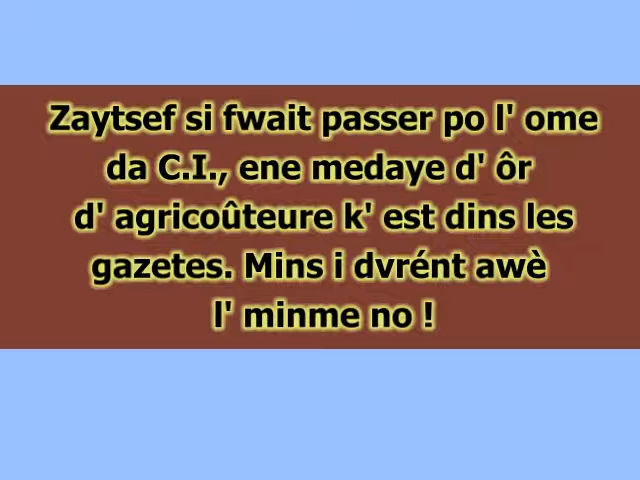 Zaytsef si fwait passer po l' ome
da C.I., ene medaye d' ôr
d' agricoûteure k' est dins les
gazetes. Mins i dvrént awè
l' minme no !